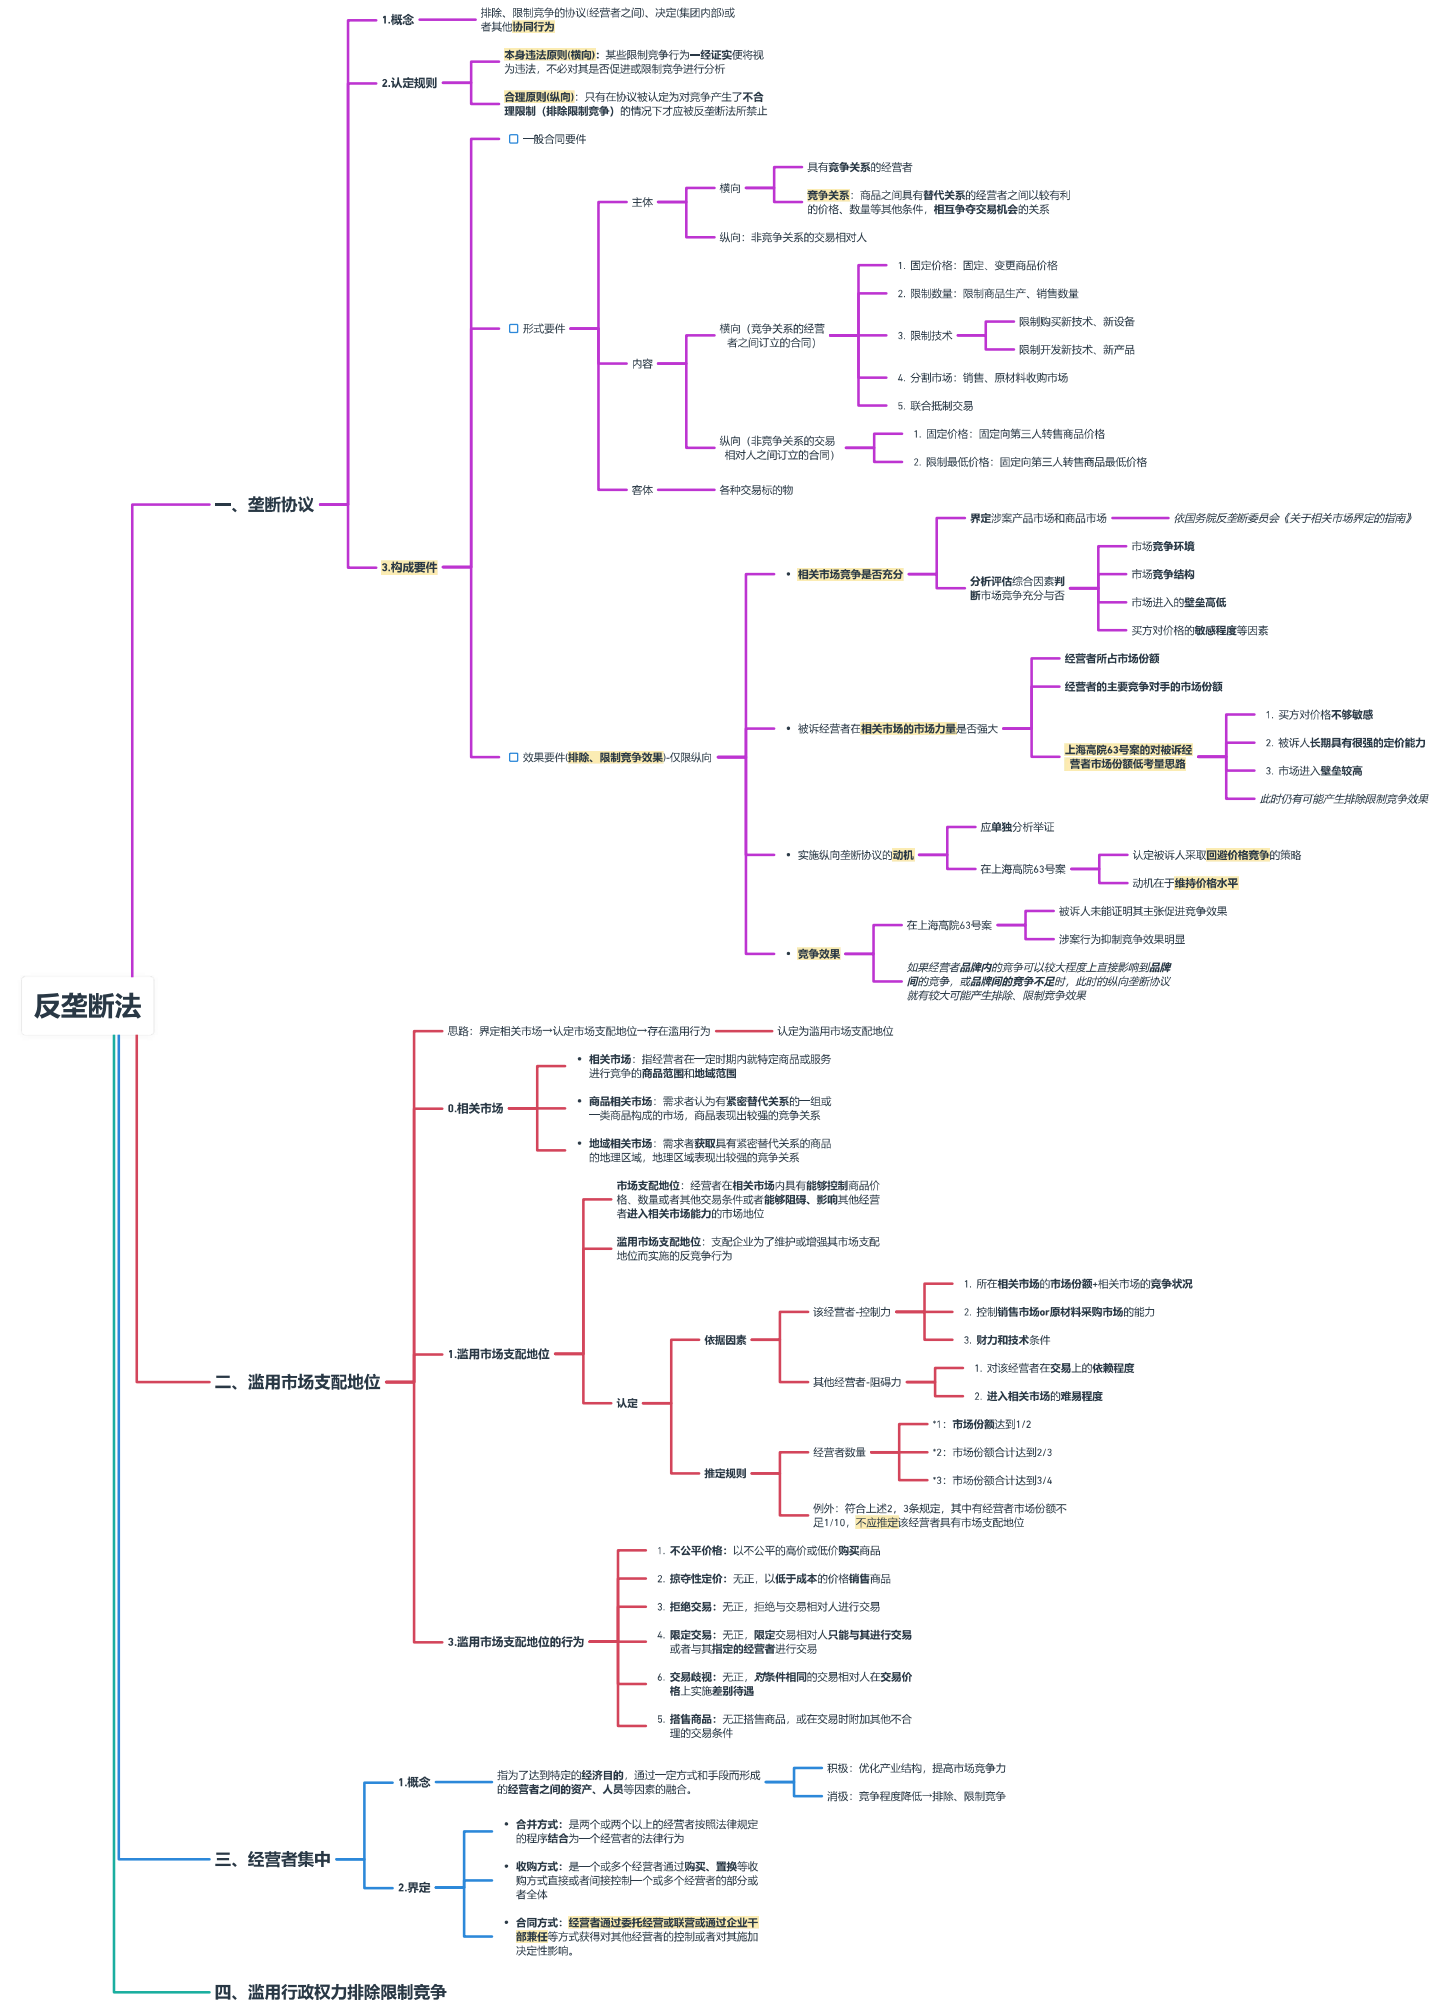 反垄断法
一、垄断协议
1.概念
排除、限制竞争的协议(经营者之间)、决定(集团内部)或
者其他协同行为
2.认定规则
本身违法原则(横向)：某些限制竞争行为一经证实便将视
为违法，不必对其是否促进或限制竞争进行分析
合理原则(纵向)：只有在协议被认定为对竞争产生了不合
理限制（排除限制竞争）的情况下才应被反垄断法所禁止
3.构成要件
一般合同要件
形式要件
主体
横向
具有竞争关系的经营者
竞争关系：商品之间具有替代关系的经营者之间以较有利
的价格、数量等其他条件，相互争夺交易机会的关系
纵向：非竞争关系的交易相对人
内容
横向（竞争关系的经营
者之间订立的合同）
1. 固定价格：固定、变更商品价格
2. 限制数量：限制商品生产、销售数量
3. 限制技术
限制购买新技术、新设备
限制开发新技术、新产品
4. 分割市场：销售、原材料收购市场
5. 联合抵制交易
纵向（非竞争关系的交易
相对人之间订立的合同）
1. 固定价格：固定向第三人转售商品价格
2. 限制最低价格：固定向第三人转售商品最低价格
客体
各种交易标的物
效果要件(排除、限制竞争效果)-仅限纵向
• 相关市场竞争是否充分
界定涉案产品市场和商品市场
依国务院反垄断委员会《关于相关市场界定的指南》
分析评估综合因素判
断市场竞争充分与否
市场竞争环境
市场竞争结构
市场进入的壁垒高低
买方对价格的敏感程度等因素
• 被诉经营者在相关市场的市场力量是否强大
经营者所占市场份额
经营者的主要竞争对手的市场份额
上海高院63号案的对被诉经
营者市场份额低考量思路
1. 买方对价格不够敏感
2. 被诉人长期具有很强的定价能力
3. 市场进入壁垒较高
此时仍有可能产生排除限制竞争效果
• 实施纵向垄断协议的动机
应单独分析举证
在上海高院63号案
认定被诉人采取回避价格竞争的策略
动机在于维持价格水平
• 竞争效果
在上海高院63号案
被诉人未能证明其主张促进竞争效果
涉案行为抑制竞争效果明显
如果经营者品牌内的竞争可以较大程度上直接影响到品牌
间的竞争，或品牌间的竞争不足时，此时的纵向垄断协议
就有较大可能产生排除、限制竞争效果
二、滥用市场支配地位
思路：界定相关市场→认定市场支配地位→存在滥用行为
认定为滥用市场支配地位
0.相关市场
• 相关市场：指经营者在一定时期内就特定商品或服务
进行竞争的商品范围和地域范围
• 商品相关市场：需求者认为有紧密替代关系的一组或
一类商品构成的市场，商品表现出较强的竞争关系
• 地域相关市场：需求者获取具有紧密替代关系的商品
的地理区域，地理区域表现出较强的竞争关系
1.滥用市场支配地位
市场支配地位：经营者在相关市场内具有能够控制商品价
格、数量或者其他交易条件或者能够阻碍、影响其他经营
者进入相关市场能力的市场地位
滥用市场支配地位：支配企业为了维护或增强其市场支配
地位而实施的反竞争行为
认定
依据因素
该经营者-控制力
1. 所在相关市场的市场份额+相关市场的竞争状况
2. 控制销售市场or原材料采购市场的能力
3. 财力和技术条件
其他经营者-阻碍力
1. 对该经营者在交易上的依赖程度
2. 进入相关市场的难易程度
推定规则
经营者数量
*1：市场份额达到1/2
*2：市场份额合计达到2/3
*3：市场份额合计达到3/4
例外：符合上述2，3条规定，其中有经营者市场份额不
足1/10，不应推定该经营者具有市场支配地位
3.滥用市场支配地位的行为
1. 不公平价格：以不公平的高价或低价购买商品
2. 掠夺性定价：无正，以低于成本的价格销售商品
3. 拒绝交易：无正，拒绝与交易相对人进行交易
4. 限定交易：无正，限定交易相对人只能与其进行交易
或者与其指定的经营者进行交易
6. 交易歧视：无正，对条件相同的交易相对人在交易价
格上实施差别待遇
5. 搭售商品：无正搭售商品，或在交易时附加其他不合
理的交易条件
三、经营者集中
1.概念
指为了达到特定的经济目的，通过一定方式和手段而形成
的经营者之间的资产、人员等因素的融合。
积极：优化产业结构，提高市场竞争力
消极：竞争程度降低→排除、限制竞争
2.界定
• 合并方式：是两个或两个以上的经营者按照法律规定
的程序结合为一个经营者的法律行为
• 收购方式：是一个或多个经营者通过购买、置换等收
购方式直接或者间接控制一个或多个经营者的部分或
者全体
• 合同方式：经营者通过委托经营或联营或通过企业干
部兼任等方式获得对其他经营者的控制或者对其施加
决定性影响。
四、滥用行政权力排除限制竞争